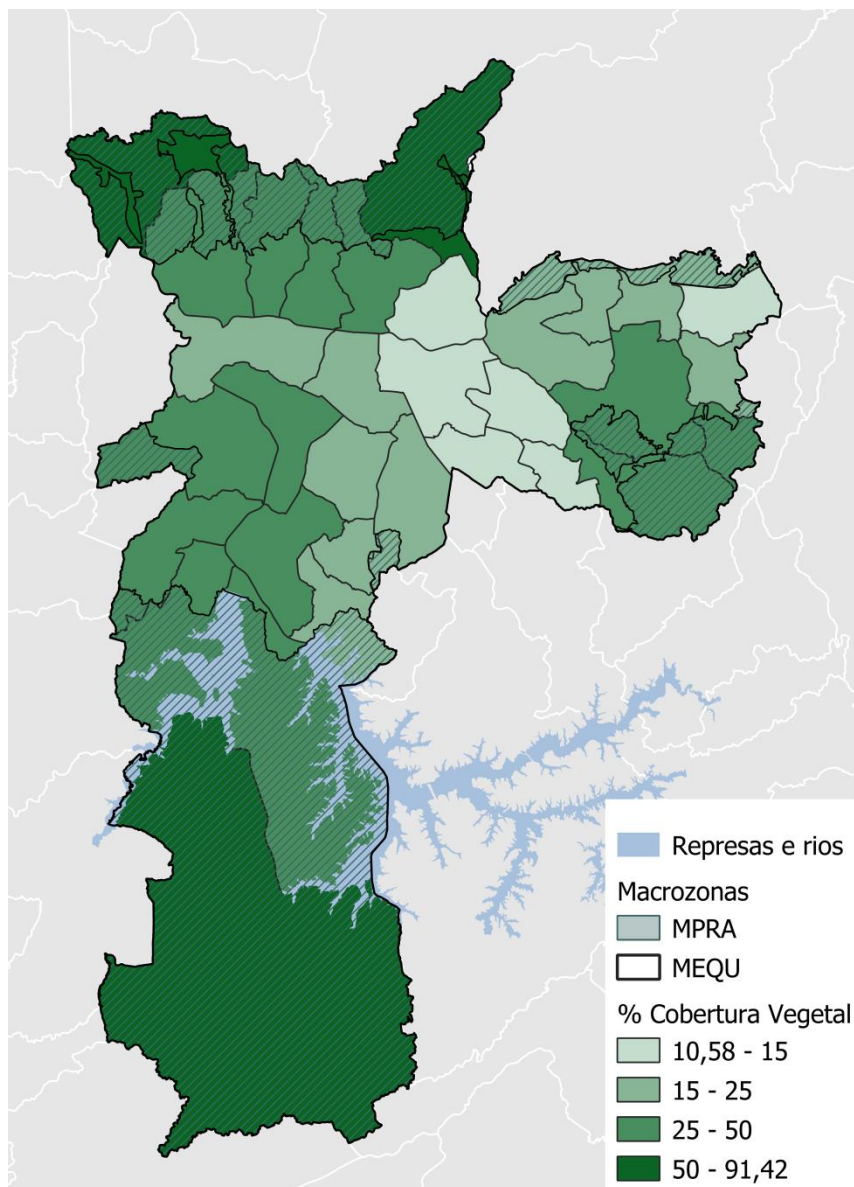 Represas e rios
Macrozonas
MPRA
MEQU
% Cobertura Vegetal
10,58 - 15
15 - 25
25 - 50
50 - 91,42